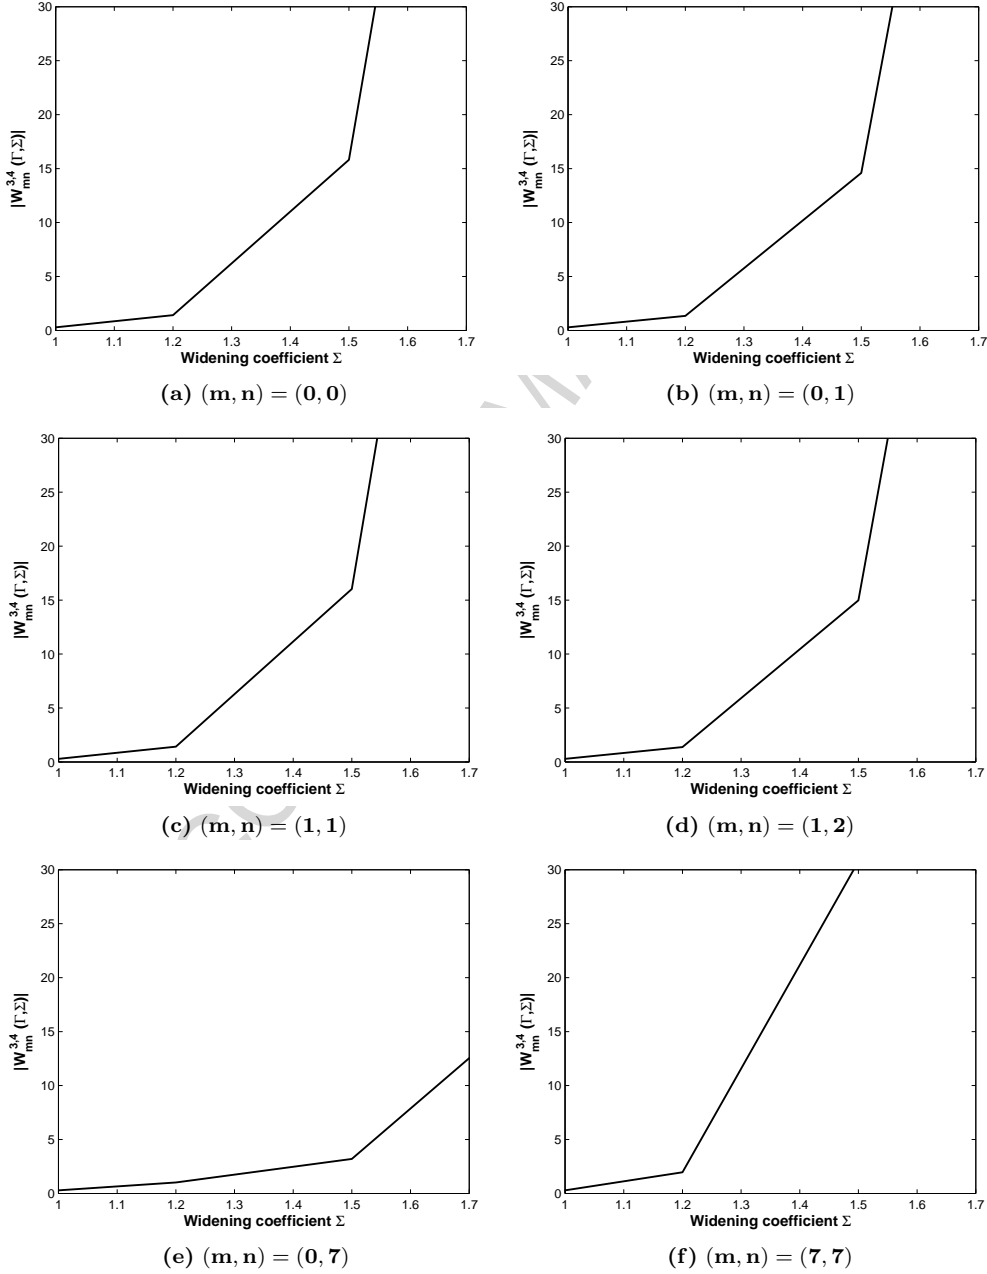 30
25
20
15
10
5
0
|W_mn^3,4 (Γ,Σ)|
1 1.1 1.2 1.3 1.4 1.5 1.6 1.7
Widening coefficient Σ
(a) (m, n) = (0, 0)
30
25
20
15
10
5
0
|W_mn^3,4 (Γ,Σ)|
1 1.1 1.2 1.3 1.4 1.5 1.6 1.7
Widening coefficient Σ
(b) (m, n) = (0, 1)
30
25
20
15
10
5
0
|W_mn^3,4 (Γ,Σ)|
1 1.1 1.2 1.3 1.4 1.5 1.6 1.7
Widening coefficient Σ
(c) (m, n) = (1, 1)
30
25
20
15
10
5
0
|W_mn^3,4 (Γ,Σ)|
1 1.1 1.2 1.3 1.4 1.5 1.6 1.7
Widening coefficient Σ
(d) (m, n) = (1, 2)
30
25
20
15
10
5
0
|W_mn^3,4 (Γ,Σ)|
1 1.1 1.2 1.3 1.4 1.5 1.6 1.7
Widening coefficient Σ
(e) (m, n) = (0, 7)
30
25
20
15
10
5
0
|W_mn^3,4 (Γ,Σ)|
1 1.1 1.2 1.3 1.4 1.5 1.6 1.7
Widening coefficient Σ
(f) (m, n) = (7, 7)